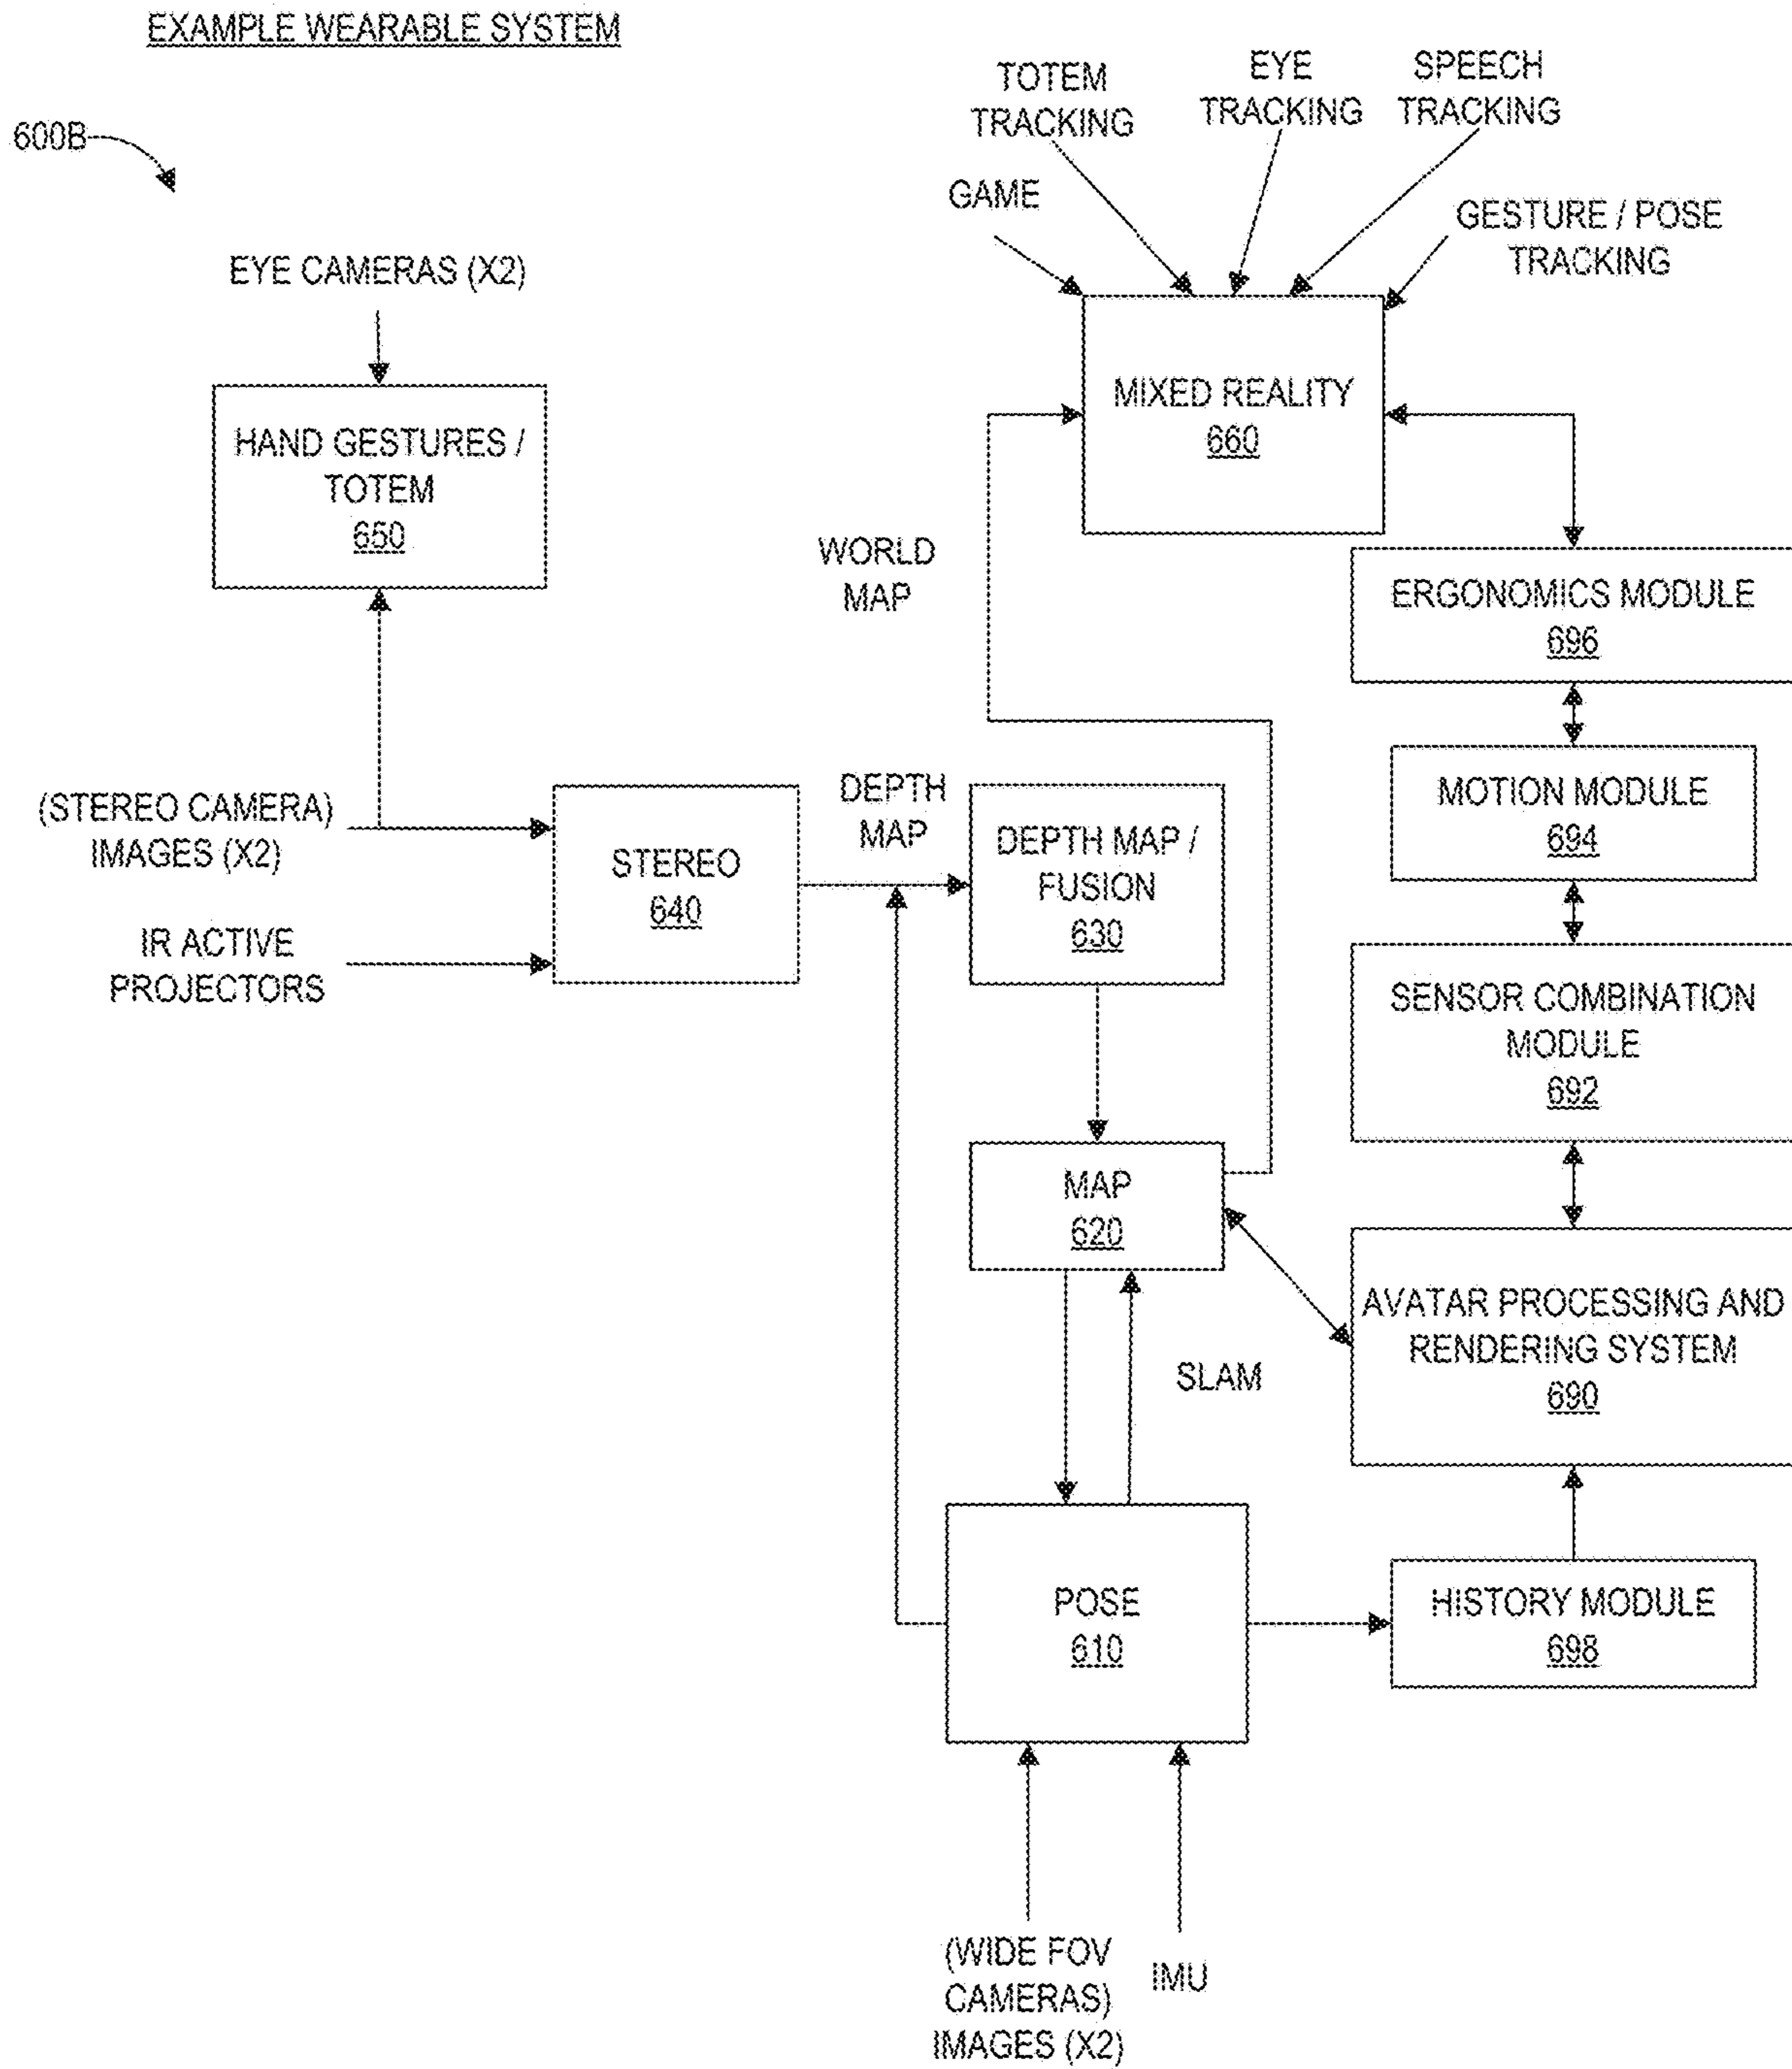 EXAMPLE WEARABLE SYSTEM
600B
TOTEM
TRACKING
EYE
TRACKING
SPEECH
TRACKING
GAME
GESTURE / POSE
TRACKING
EYE CAMERAS (X2)
HAND GESTURES /
TOTEM
650
MIXED REALITY
660
WORLD
MAP
ERGONOMICS MODULE
696
MOTION MODULE
694
(STEREO CAMERA)
IMAGES (X2)
IR ACTIVE
PROJECTORS
STEREO
640
DEPTH
MAP
DEPTH MAP /
FUSION
630
SENSOR COMBINATION
MODULE
692
MAP
620
AVATAR PROCESSING AND
RENDERING SYSTEM
690
SLAM
POSE
610
HISTORY MODULE
698
(WIDE FOV
CAMERAS)
IMAGES (X2)
IMU